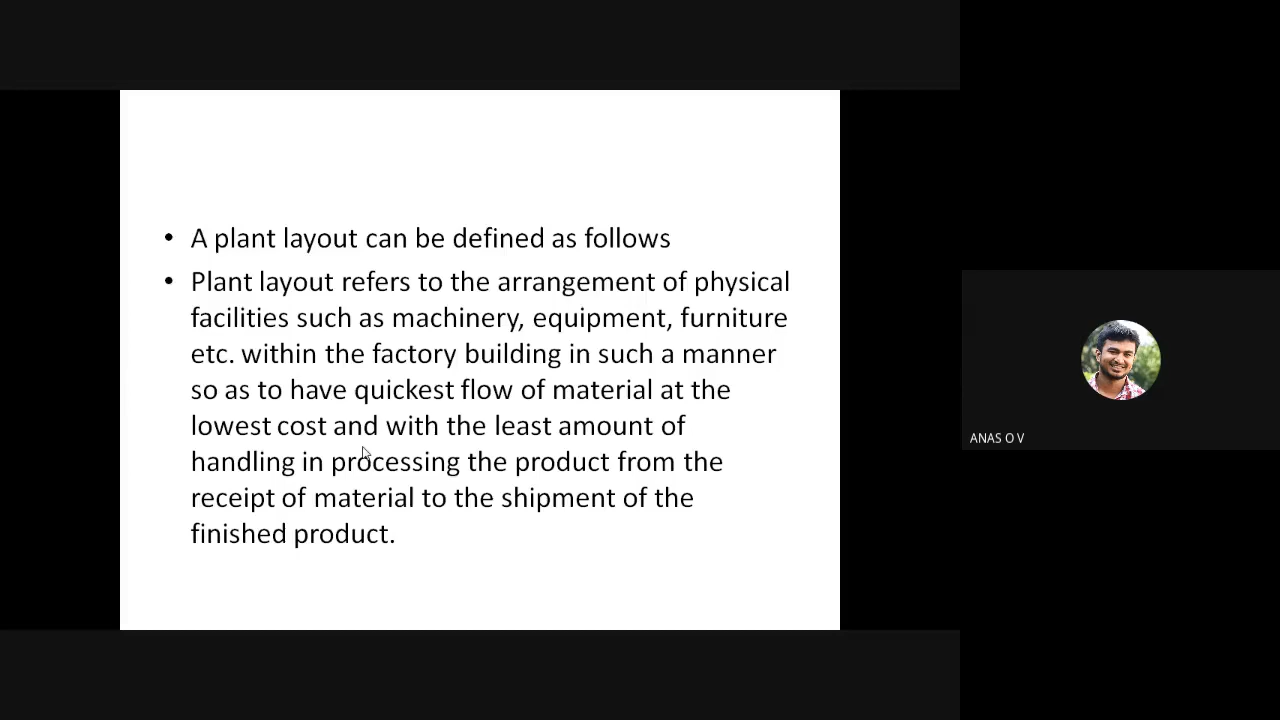 • A plant layout can be defined as follows
• Plant layout refers to the arrangement of physical
facilities such as machinery, equipment, furniture
etc. within the factory building in such a manner
so as to have quickest flow of material at the
lowest cost and with the least amount of
handling in processing the product from the
receipt of material to the shipment of the
finished product.
ANAS O V